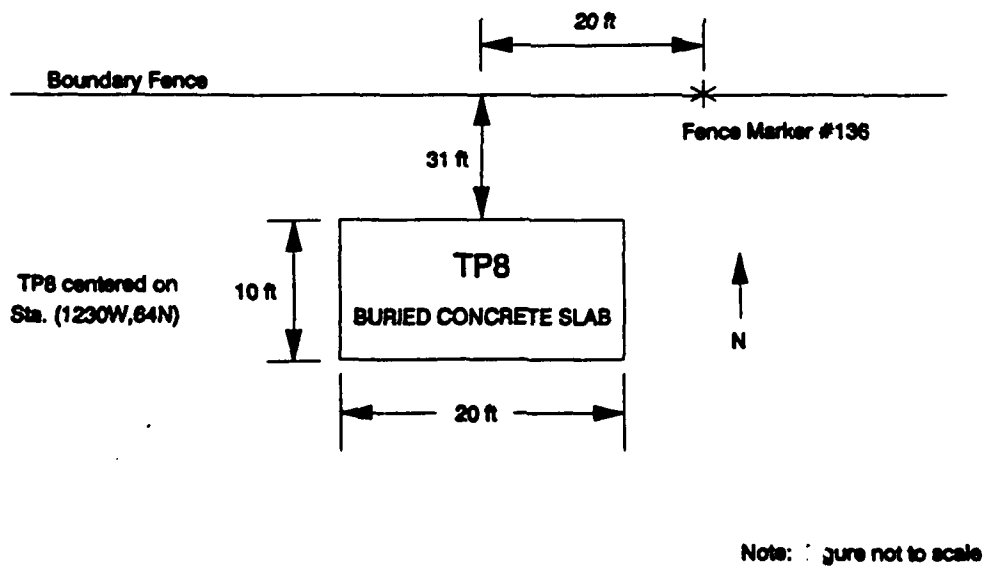 20 ft
Boundary Fence
Fence Marker #136
31 ft
TP8
BURIED CONCRETE SLAB
10 ft
TP8 centered on
Sta. (1230W,64N)
N
20 ft
Note: gure not to scale